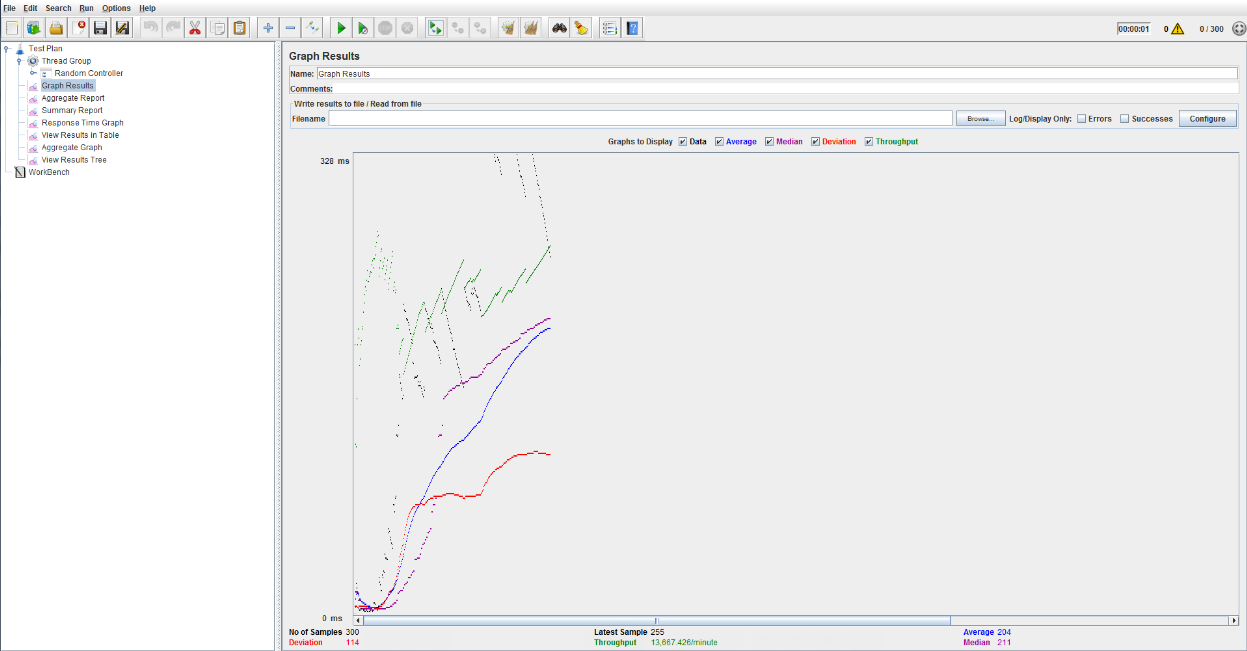 File Edit Search Run Options Help
00:00:01 0 0 / 300
Test Plan
Thread Group
Random Controller
Graph Results
Aggregate Report
Summary Report
Response Time Graph
View Results in Table
Aggregate Graph
View Results Tree
WorkBench
Graph Results
Name: Graph Results
Comments:
Write results to file / Read from file
Filename Browse... Log/Display Only: Errors Successes Configure
Graphs to Display Data Average Median Deviation Throughput
328 ms
0 ms
No of Samples 300 Latest Sample 255 Average 204
Deviation 114 Throughput 13,667.426/minute Median 211